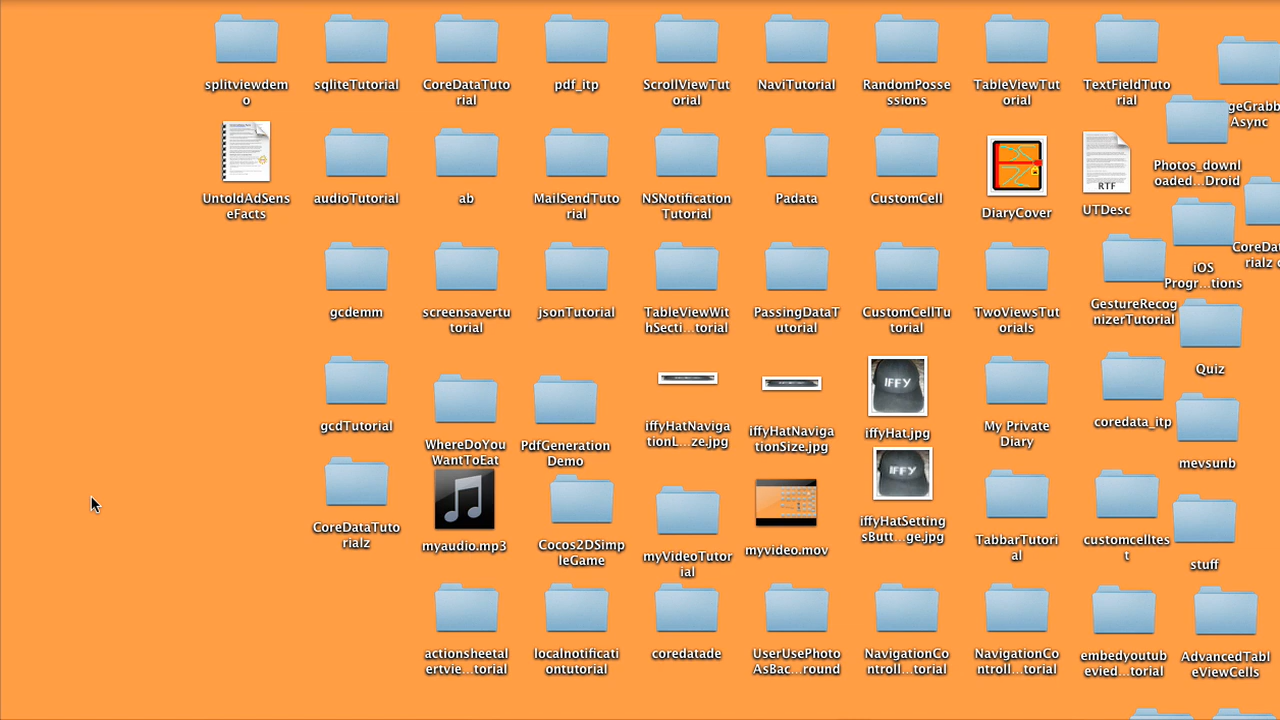 splitviewdem
o
sqliteTutorial
CoreDataTuto
rial
pdf_itp
ScrollViewTut
orial
NaviTutorial
RandomPosse
ssions
TableViewTut
orial
TextFieldTuto
rial
geGrabb
Async
Photos_downl
oaded...Droid
UntoldAdSens
eFacts
audioTutorial
ab
MailSendTuto
rial
NSNotification
Tutorial
Padata
CustomCell
DiaryCover
RTF
UTDesc
iOS
Progr...tions
CoreDat
rialz c
gcdemm
screensavertu
torial
jsonTutorial
TableViewWit
hSecti...torial
PassingDataT
utorial
CustomCellTu
torial
TwoViewsTut
orials
GestureRecog
nizerTutorial
Quiz
gcdTutorial
WhereDoYou
WantToEat
PdfGeneration
Demo
iffyHatNaviga
tionL...ze.jpg
iffyHatNaviga
tionSize.jpg
IFFY
iffyHat.jpg
My Private
Diary
coredata_itp
mevsunb
CoreDataTuto
rialz
myaudio.mp3
Cocos2DSimp
leGame
myVideoTutor
ial
myvideo.mov
IFFY
iffyHatSetting
sButt...ge.jpg
TabbarTutori
al
customcelltes
t
stuff
actionsheetal
ertvie...torial
localnotificati
ontutorial
coredatade
UserUsePhoto
AsBac...round
NavigationCo
ntroll...torial
NavigationCo
ntroll...torial
embedyoutub
evied...torial
AdvancedTabl
eViewCells